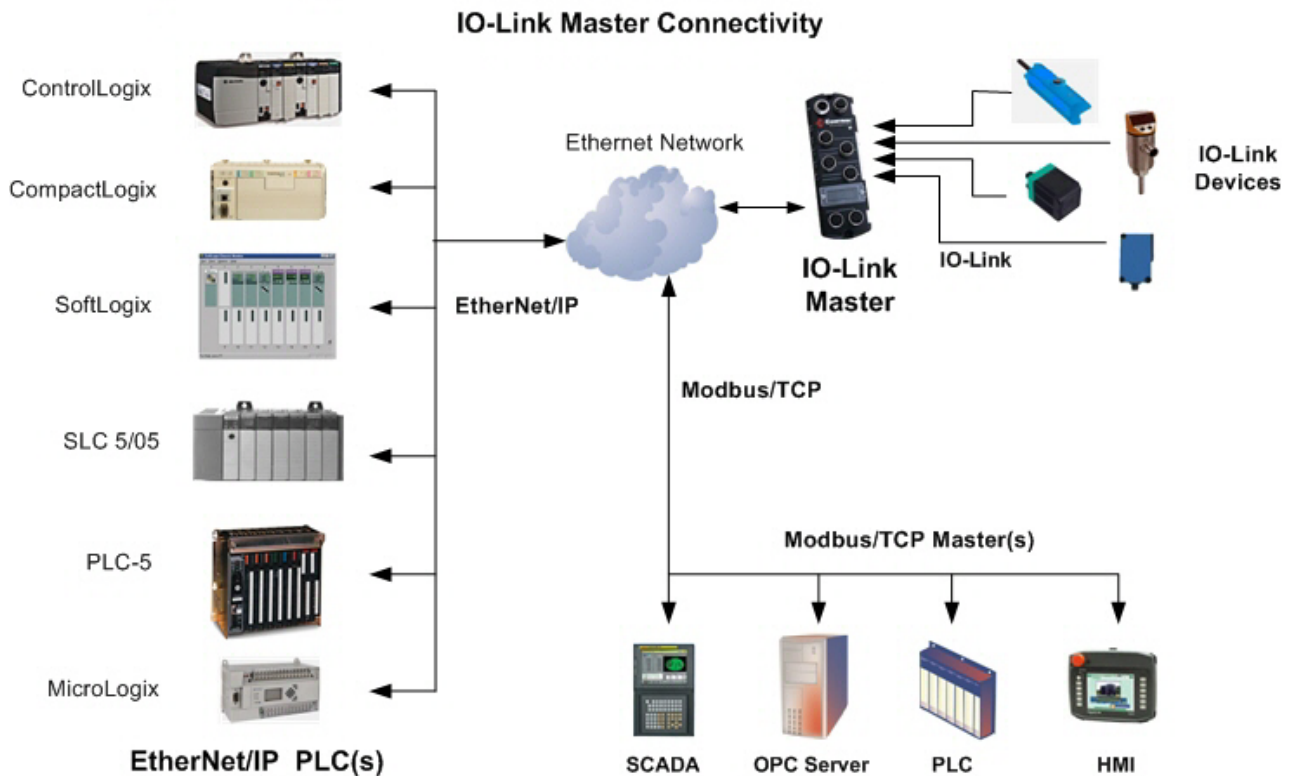 IO-Link Master Connectivity
ControlLogix
CompactLogix
SoftLogix
SLC 5/05
PLC-5
MicroLogix
EtherNet/IP PLC(s)
EtherNet/IP
Ethernet Network
IO-Link
Master
IO-Link
IO-Link
Devices
Modbus/TCP
Modbus/TCP Master(s)
SCADA
OPC Server
PLC
HMI